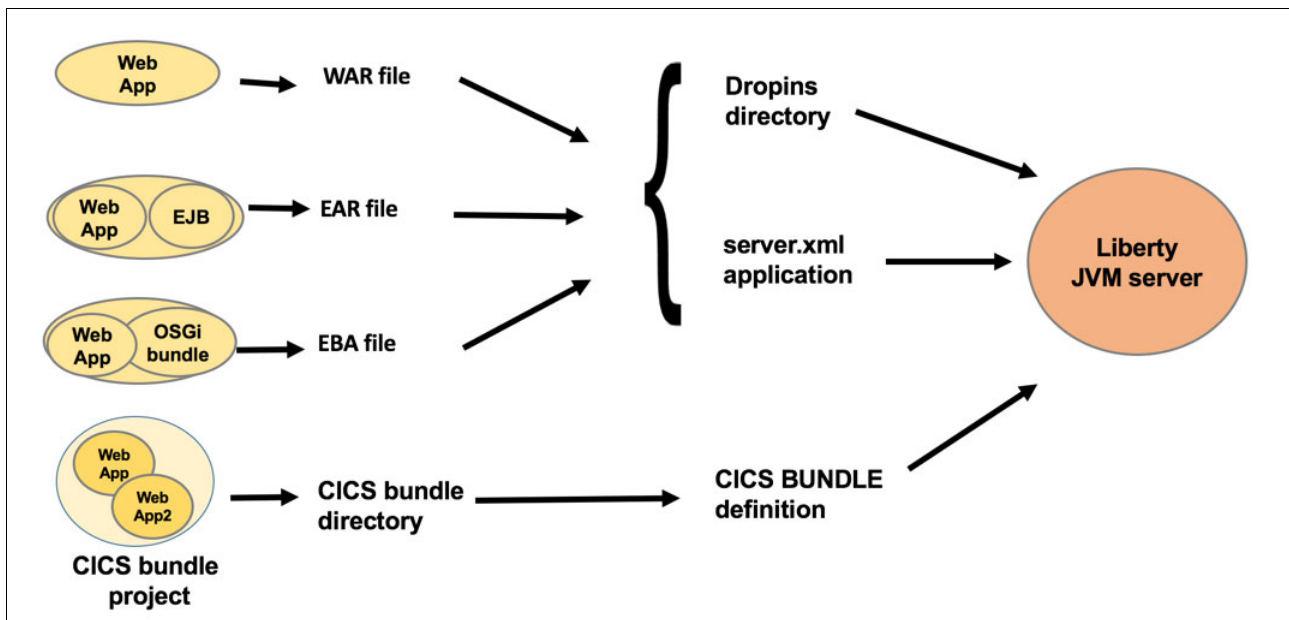 Web
App
WAR file
Dropins
directory
Web
App
EJB
EAR file
server.xml
application
Liberty
JVM server
Web
App
OSGi
bundle
EBA file
Web
App
Web
App2
CICS bundle
directory
CICS BUNDLE
definition
CICS bundle
project